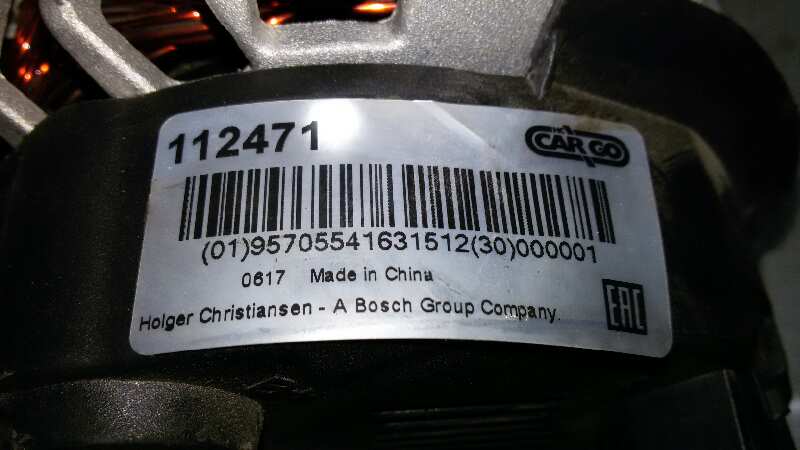 112471
CARGO
(01)95705541631512(30)000001
0617 Made in China
Holger Christiansen - A Bosch Group Company.
EAC